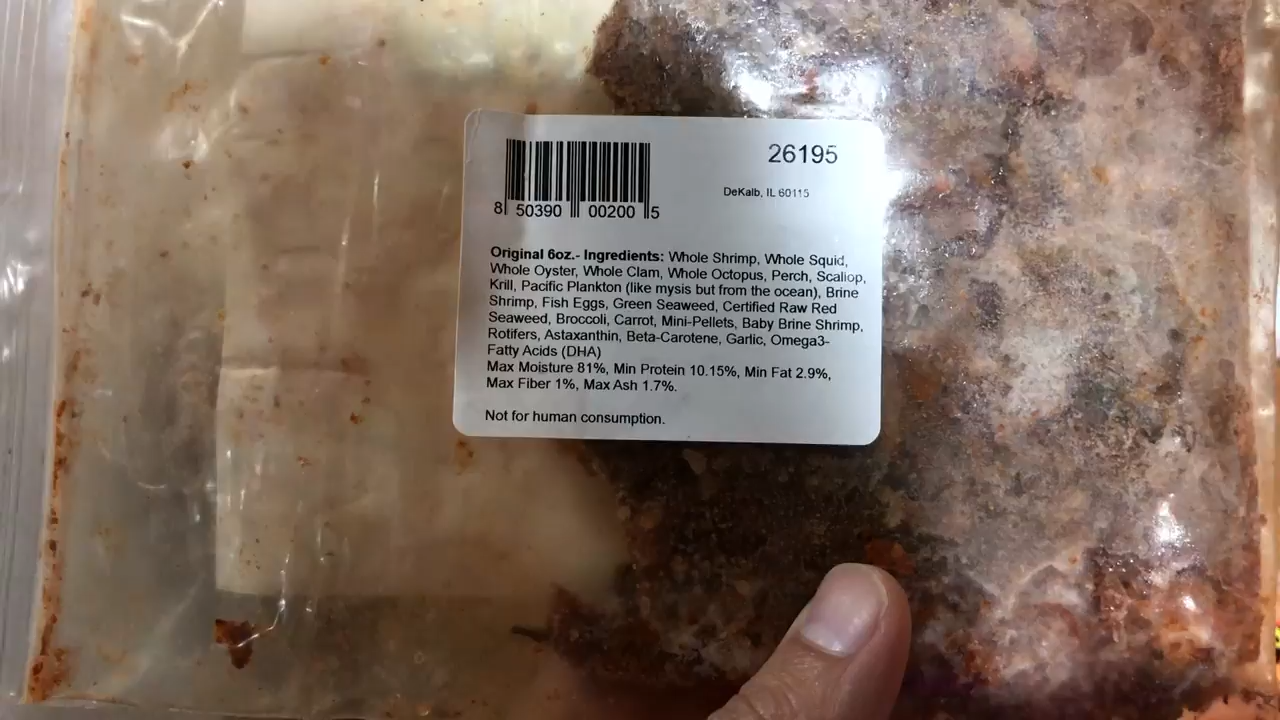 26195
DeKalb, IL 60115
8 50390 00200 5
Original 6oz.- Ingredients: Whole Shrimp, Whole Squid,
Whole Oyster, Whole Clam, Whole Octopus, Perch, Scallop,
Krill, Pacific Plankton (like mysis but from the ocean), Brine
Shrimp, Fish Eggs, Green Seaweed, Certified Raw Red
Seaweed, Broccoli, Carrot, Mini-Pellets, Baby Brine Shrimp,
Rotifers, Astaxanthin, Beta-Carotene, Garlic, Omega3-
Fatty Acids (DHA)
Max Moisture 81%, Min Protein 10.15%, Min Fat 2.9%,
Max Fiber 1%, Max Ash 1.7%.
Not for human consumption.